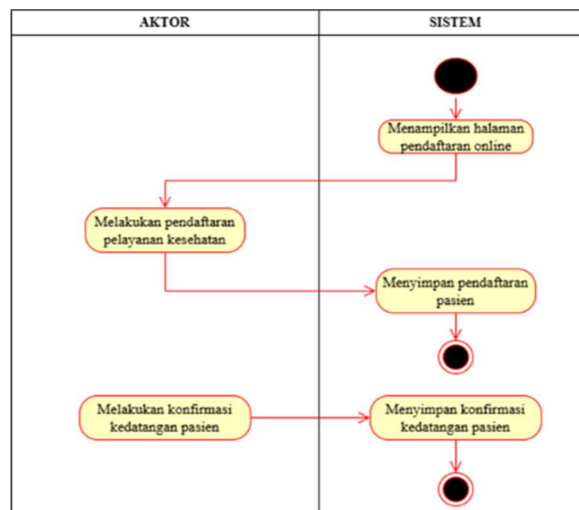 AKTOR
SISTEM
Menampilkan halaman
pendaftaran online
Melakukan pendaftaran
pelayanan kesehatan
Menyimpan pendaftaran
pasien
Melakukan konfirmasi
kedatangan pasien
Menyimpan konfirmasi
kedatangan pasien